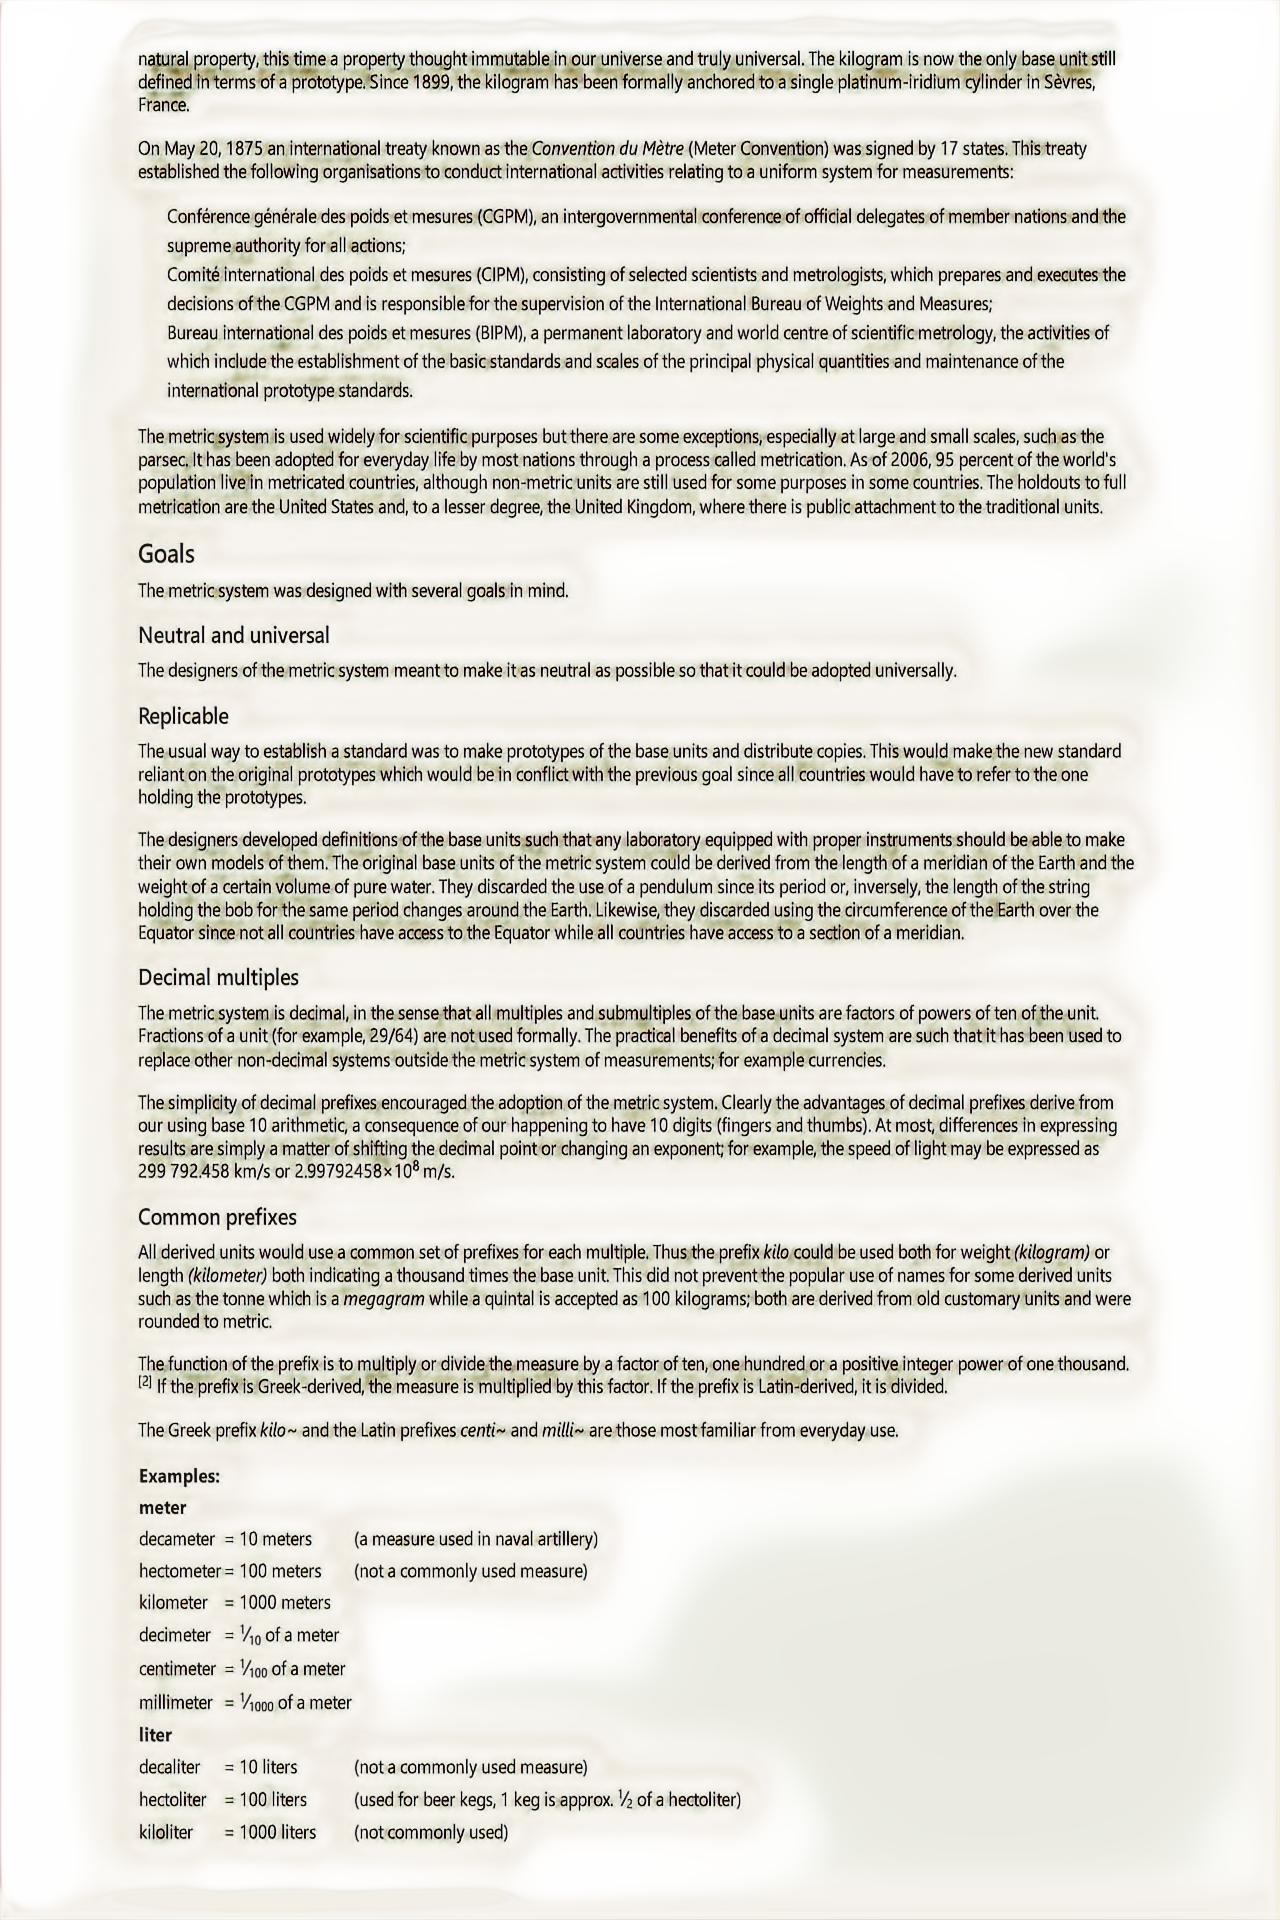 natural property, this time a property thought immutable in our universe and truly universal. The kilogram is now the only base unit still
defined in terms of a prototype. Since 1899, the kilogram has been formally anchored to a single platinum-iridium cylinder in Sèvres,
France.
On May 20, 1875 an international treaty known as the Convention du Mètre (Meter Convention) was signed by 17 states. This treaty
established the following organisations to conduct international activities relating to a uniform system for measurements:
Conférence générale des poids et mesures (CGPM), an intergovernmental conference of official delegates of member nations and the
supreme authority for all actions;
Comité international des poids et mesures (CIPM), consisting of selected scientists and metrologists, which prepares and executes the
decisions of the CGPM and is responsible for the supervision of the International Bureau of Weights and Measures;
Bureau international des poids et mesures (BIPM), a permanent laboratory and world centre of scientific metrology, the activities of
which include the establishment of the basic standards and scales of the principal physical quantities and maintenance of the
international prototype standards.
The metric system is used widely for scientific purposes but there are some exceptions, especially at large and small scales, such as the
parsec. It has been adopted for everyday life by most nations through a process called metrication. As of 2006, 95 percent of the world's
population live in metricated countries, although non-metric units are still used for some purposes in some countries. The holdouts to full
metrication are the United States and, to a lesser degree, the United Kingdom, where there is public attachment to the traditional units.
Goals
The metric system was designed with several goals in mind.
Neutral and universal
The designers of the metric system meant to make it as neutral as possible so that it could be adopted universally.
Replicable
The usual way to establish a standard was to make prototypes of the base units and distribute copies. This would make the new standard
reliant on the original prototypes which would be in conflict with the previous goal since all countries would have to refer to the one
holding the prototypes.
The designers developed definitions of the base units such that any laboratory equipped with proper instruments should be able to make
their own models of them. The original base units of the metric system could be derived from the length of a meridian of the Earth and the
weight of a certain volume of pure water. They discarded the use of a pendulum since its period or, inversely, the length of the string
holding the bob for the same period changes around the Earth. Likewise, they discarded using the circumference of the Earth over the
Equator since not all countries have access to the Equator while all countries have access to a section of a meridian.
Decimal multiples
The metric system is decimal, in the sense that all multiples and submultiples of the base units are factors of powers of ten of the unit.
Fractions of a unit (for example, 29/64) are not used formally. The practical benefits of a decimal system are such that it has been used to
replace other non-decimal systems outside the metric system of measurements; for example currencies.
The simplicity of decimal prefixes encouraged the adoption of the metric system. Clearly the advantages of decimal prefixes derive from
our using base 10 arithmetic, a consequence of our happening to have 10 digits (fingers and thumbs). At most, differences in expressing
results are simply a matter of shifting the decimal point or changing an exponent; for example, the speed of light may be expressed as
299 792.458 km/s or 2.99792458×10⁸ m/s.
Common prefixes
All derived units would use a common set of prefixes for each multiple. Thus the prefix kilo could be used both for weight (kilogram) or
length (kilometer) both indicating a thousand times the base unit. This did not prevent the popular use of names for some derived units
such as the tonne which is a megagram while a quintal is accepted as 100 kilograms; both are derived from old customary units and were
rounded to metric.
The function of the prefix is to multiply or divide the measure by a factor of ten, one hundred or a positive integer power of one thousand.
[2] If the prefix is Greek-derived, the measure is multiplied by this factor. If the prefix is Latin-derived, it is divided.
The Greek prefix kilo~ and the Latin prefixes centi~ and milli~ are those most familiar from everyday use.
Examples:
meter
decameter = 10 meters (a measure used in naval artillery)
hectometer = 100 meters (not a commonly used measure)
kilometer = 1000 meters
decimeter = 1⁄10 of a meter
centimeter = 1⁄100 of a meter
millimeter = 1⁄1000 of a meter
liter
decaliter = 10 liters (not a commonly used measure)
hectoliter = 100 liters (used for beer kegs, 1 keg is approx. 1⁄2 of a hectoliter)
kiloliter = 1000 liters (not commonly used)